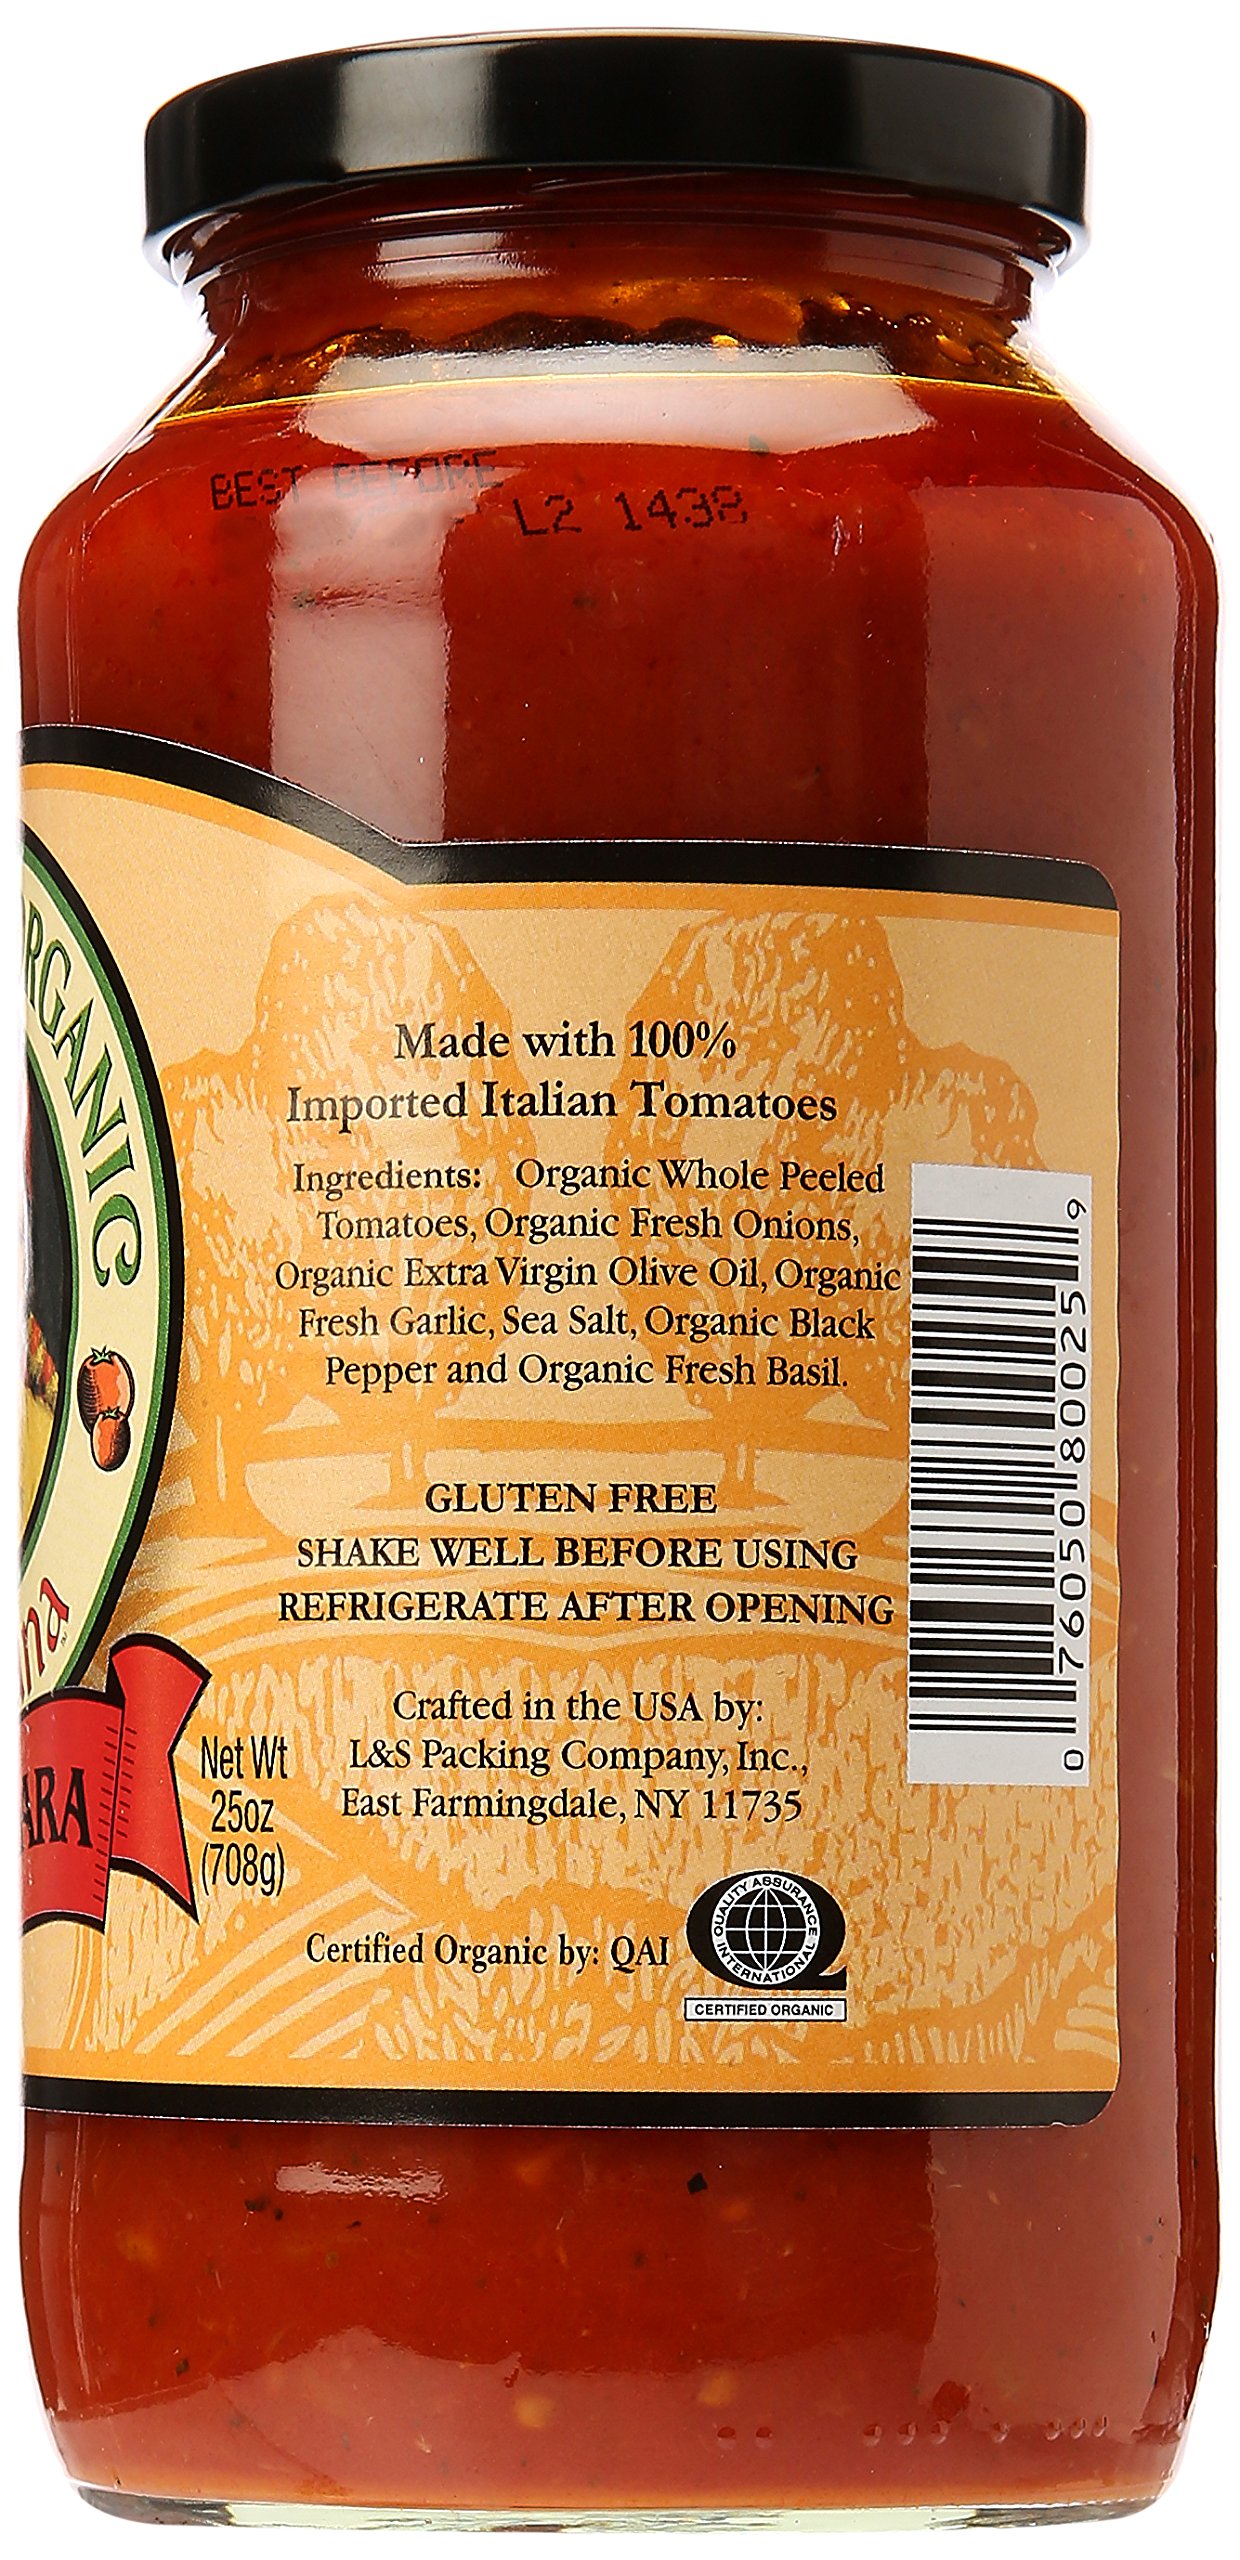 BEST BEFORE
L2 1438
ORGANIC
Made with 100%
Imported Italian Tomatoes
Ingredients: Organic Whole Peeled
Tomatoes, Organic Fresh Onions,
Organic Extra Virgin Olive Oil, Organic
Fresh Garlic, Sea Salt, Organic Black
Pepper and Organic Fresh Basil.
GLUTEN FREE
SHAKE WELL BEFORE USING
REFRIGERATE AFTER OPENING
Crafted in the USA by:
L&S Packing Company, Inc.,
East Farmingdale, NY 11735
Net Wt
25oz
(708g)
Certified Organic by: QAI
QUALITY ASSURANCE
INTERNATIONAL
CERTIFIED ORGANIC
0 76050 80025 9